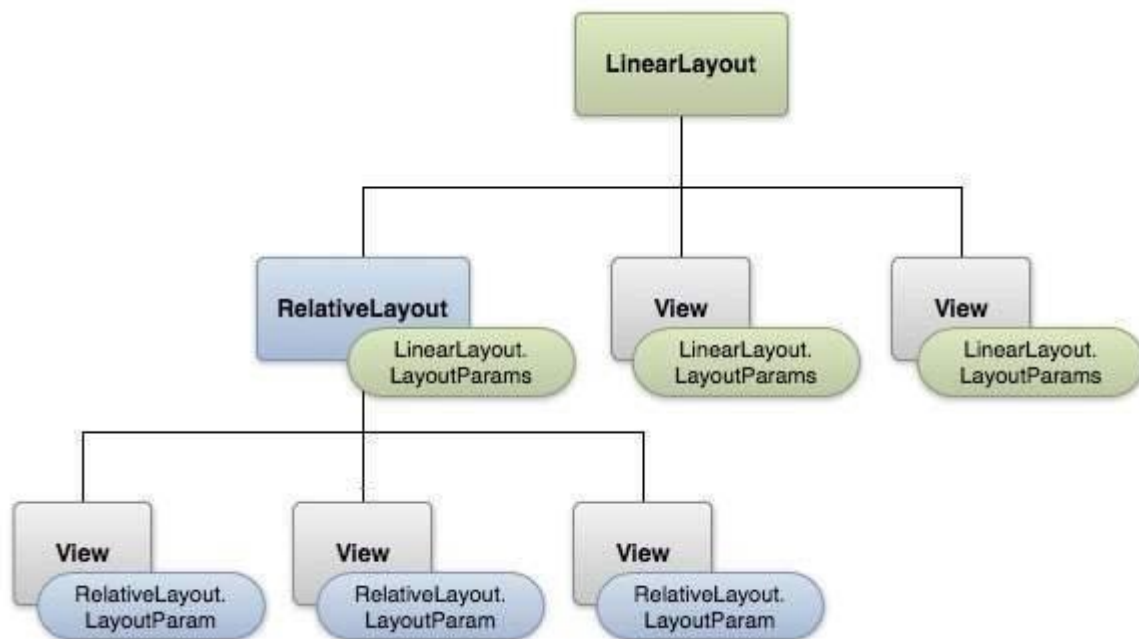 LinearLayout
RelativeLayout
LinearLayout.
LayoutParams
View
LinearLayout.
LayoutParams
View
LinearLayout.
LayoutParams
View
RelativeLayout.
LayoutParam
View
RelativeLayout.
LayoutParam
View
RelativeLayout.
LayoutParam